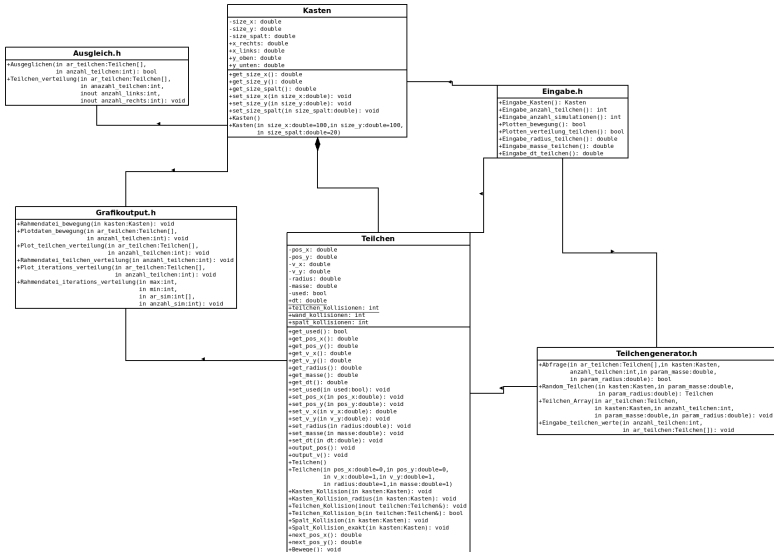 Kasten
-size_x: double
-size_y: double
-size_spalt: double
+x_rechts: double
+x_links: double
+y_oben: double
+y_unten: double
+get_size_x(): double
+get_size_y(): double
+get_size_spalt(): double
+set_size_x(in size_x:double): void
+set_size_y(in size_y:double): void
+set_size_spalt(in size_spalt:double): void
+Kasten()
+Kasten(in size_x:double=100,in size_y:double=100,
in size_spalt:double=20)
Ausgleich.h
+Ausgeglichen(in ar_teilchen:Teilchen[],
in anzahl_teilchen:int): bool
+Teilchen_verteilung(in ar_teilchen:Teilchen[],
in anzahl_teilchen:int,
inout anzahl_links:int,
inout anzahl_rechts:int): void
Eingabe.h
+Eingabe_Kasten(): Kasten
+Eingabe_anzahl_teilchen(): int
+Eingabe_anzahl_simulationen(): int
+Plotten_bewegung(): bool
+Plotten_verteilung_teilchen(): bool
+Eingabe_radius_teilchen(): double
+Eingabe_masse_teilchen(): double
+Eingabe_dt_teilchen(): double
Grafikoutput.h
+Rahmendatei_bewegung(in kasten:Kasten): void
+Plotdaten_bewegung(in ar_teilchen:Teilchen[],
in anzahl_teilchen:int): void
+Plot_teilchen_verteilung(in ar_teilchen:Teilchen[],
in anzahl_teilchen:int): void
+Rahmendatei_teilchen_verteilung(in anzahl_teilchen:int): void
+Plot_iterations_verteilung(in ar_teilchen:Teilchen[],
in anzahl_teilchen:int): void
+Rahmendatei_iterations_verteilung(in max:int,
in min:int,
in ar_sim:int[],
in anzahl_sim:int): void
Teilchen
-pos_x: double
-pos_y: double
-v_x: double
-v_y: double
-radius: double
-masse: double
-used: bool
+dt: double
+teilchen_kollisionen: int
+wand_kollisionen: int
+spalt_kollisionen: int
+get_used(): bool
+get_pos_x(): double
+get_pos_y(): double
+get_v_x(): double
+get_v_y(): double
+get_radius(): double
+get_masse(): double
+get_dt(): double
+set_used(in used:bool): void
+set_pos_x(in pos_x:double): void
+set_pos_y(in pos_y:double): void
+set_v_x(in v_x:double): double
+set_v_y(in v_y:double): void
+set_radius(in radius:double): void
+set_masse(in masse:double): void
+set_dt(in dt:double): void
+output_pos(): void
+output_v(): void
+Teilchen()
+Teilchen(in pos_x:double=0,in pos_y:double=0,
in v_x:double=1,in v_y:double=1,
in radius:double=1,in masse:double=1)
+Kasten_Kollision(in kasten:Kasten): void
+Kasten_Kollision_radius(in kasten:Kasten): void
+Teilchen_Kollision(inout teilchen:Teilchen&): void
+Teilchen_Kollision_b(in teilchen:Teilchen&): bool
+Spalt_Kollision(in kasten:Kasten): void
+Spalt_Kollision_exakt(in kasten:Kasten): void
+next_pos_x(): double
+next_pos_y(): double
+Bewege(): void
Teilchengenerator.h
+Abfrage(in ar_teilchen:Teilchen[],in kasten:Kasten,
anzahl_teilchen:int,in param_masse:double,
in param_radius:double): bool
+Random_Teilchen(in kasten:Kasten,in param_masse:double,
in param_radius:double): Teilchen
+Teilchen_Array(in ar_teilchen:Teilchen,
in kasten:Kasten,in anzahl_teilchen:int,
in param_masse:double,in param_radius:double): void
+Eingabe_teilchen_werte(in anzahl_teilchen:int,
in ar_teilchen:Teilchen[]): void